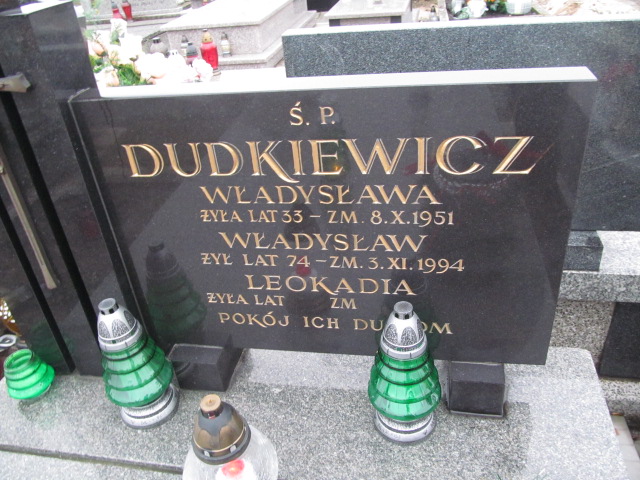 Ś. P.
DUDKIEWICZ
WŁADYSŁAWA
ŻYŁA LAT 33 – ZM. 8.X.1951
WŁADYSŁAW
ŻYŁ LAT 74 – ZM. 3.XI.1994
LEOKADIA
ŻYŁA LAT ZM
POKÓJ ICH